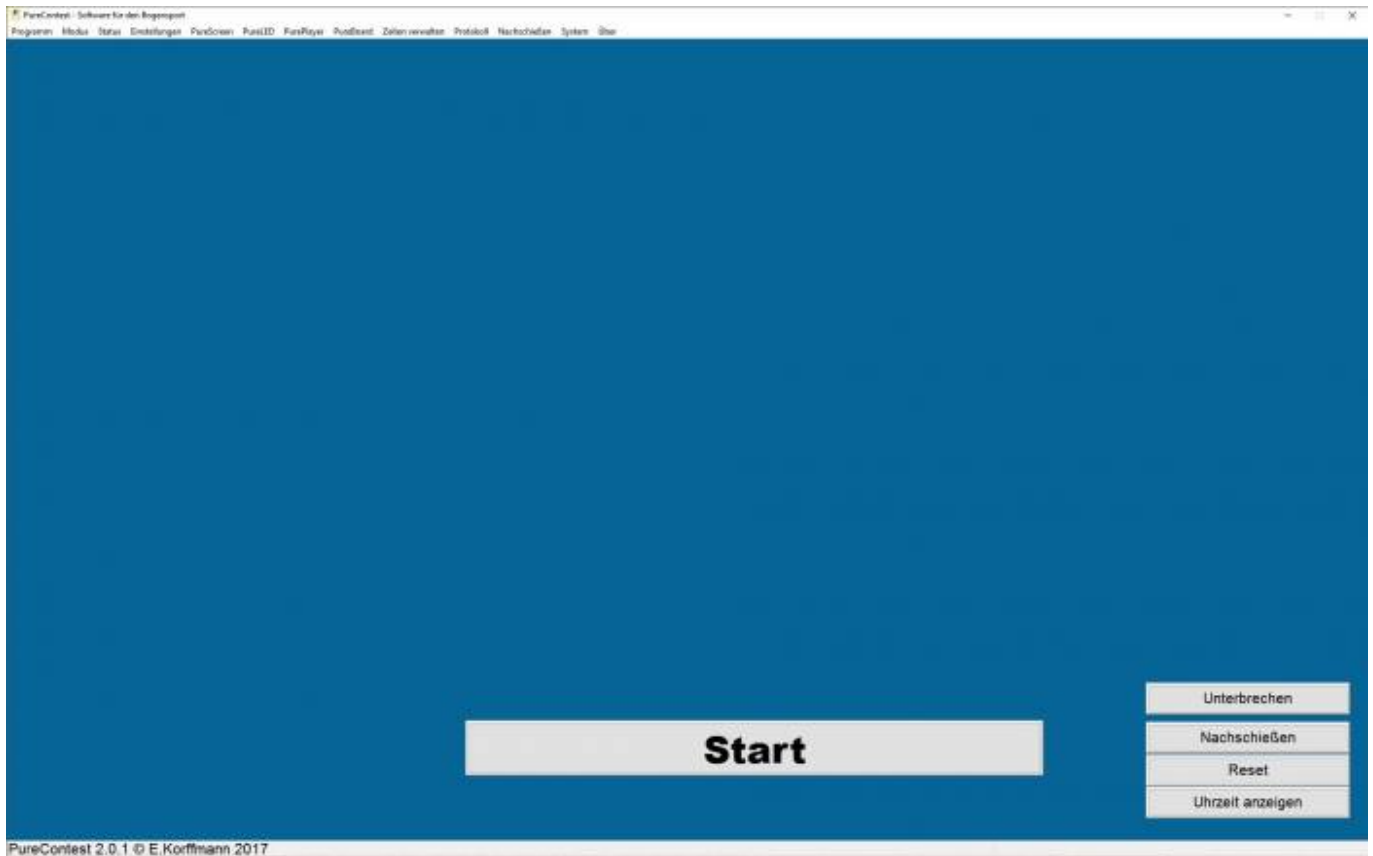 PureContest - Software für den Bogensport
Programm Modus Status Einstellungen PureScreen PureLED PurePlayer PureBoard Zeiten verwalten Protokoll Nachschießen System Über
Unterbrechen
Start
Nachschießen
Reset
Uhrzeit anzeigen
PureContest 2.0.1 © E.Korffmann 2017